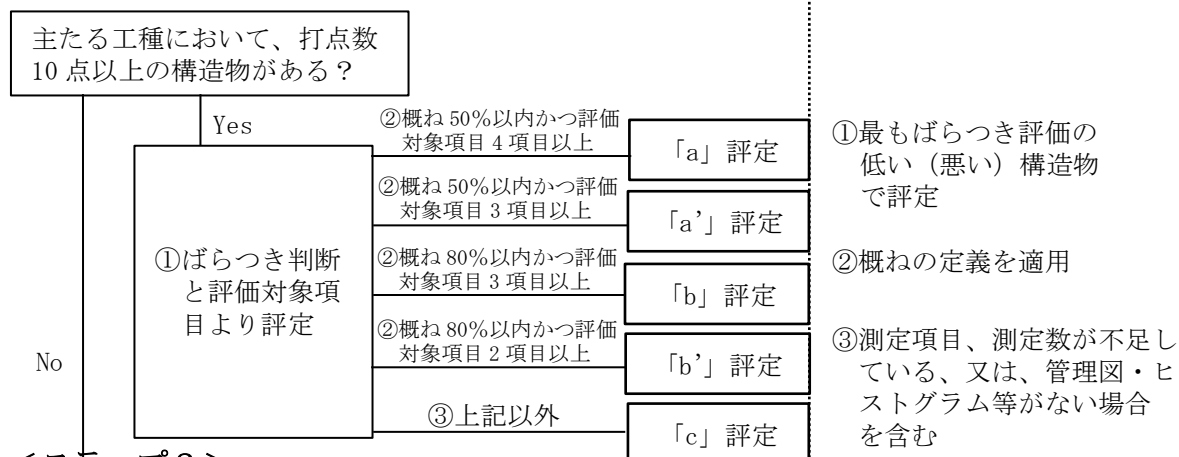 主たる工種において、打点数
10 点以上の構造物がある？
Yes
No
①ばらつき判断
と評価対象項
目より評定
②概ね 50％以内かつ評価
対象項目 4 項目以上
「a」評定
②概ね 50％以内かつ評価
対象項目 3 項目以上
「a’」評定
②概ね 80％以内かつ評価
対象項目 3 項目以上
「b」評定
②概ね 80％以内かつ評価
対象項目 2 項目以上
「b’」評定
③上記以外
「c」評定
①最もばらつき評価の
低い（悪い）構造物
で評定
②概ねの定義を適用
③測定項目、測定数が不足し
ている、又は、管理図・ヒ
ストグラム等がない場合
を含む